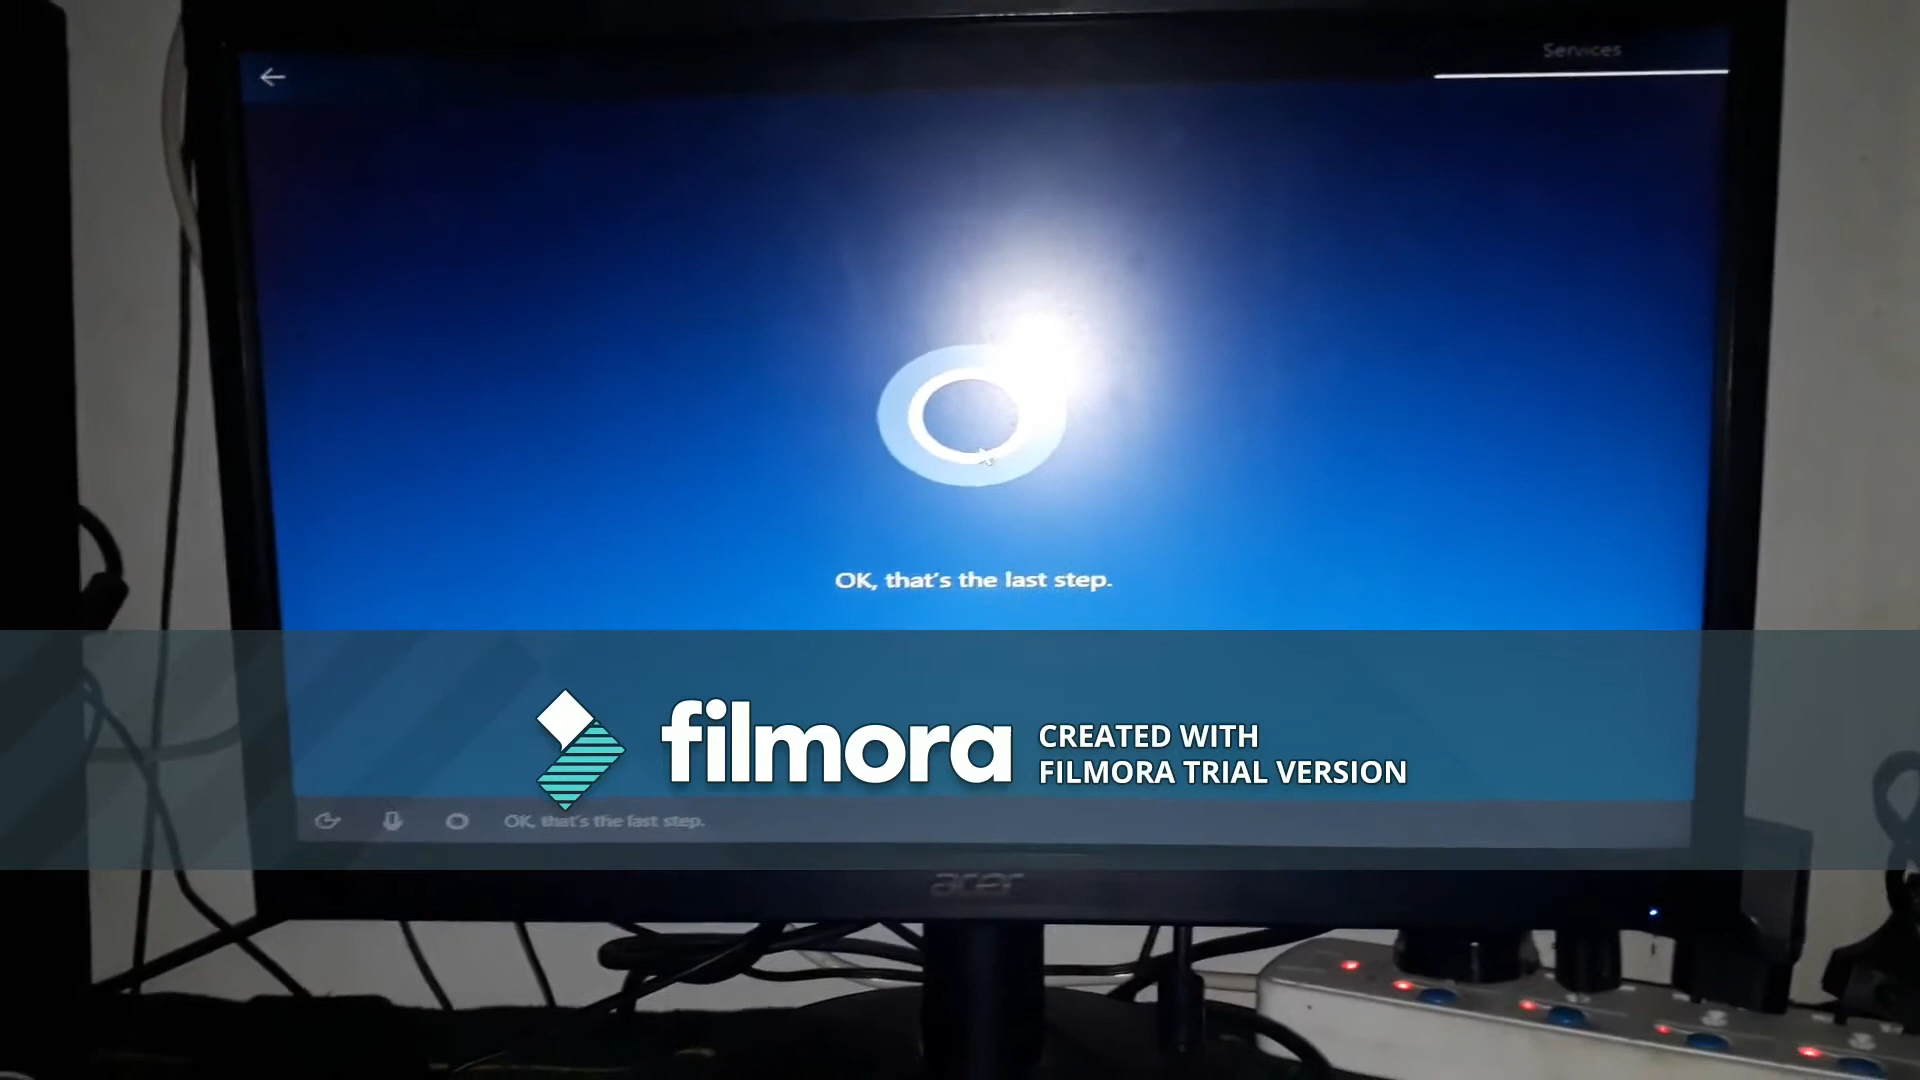 Services
OK, that's the last step.
filmora
CREATED WITH
FILMORA TRIAL VERSION
OK, that's the last step.
acer